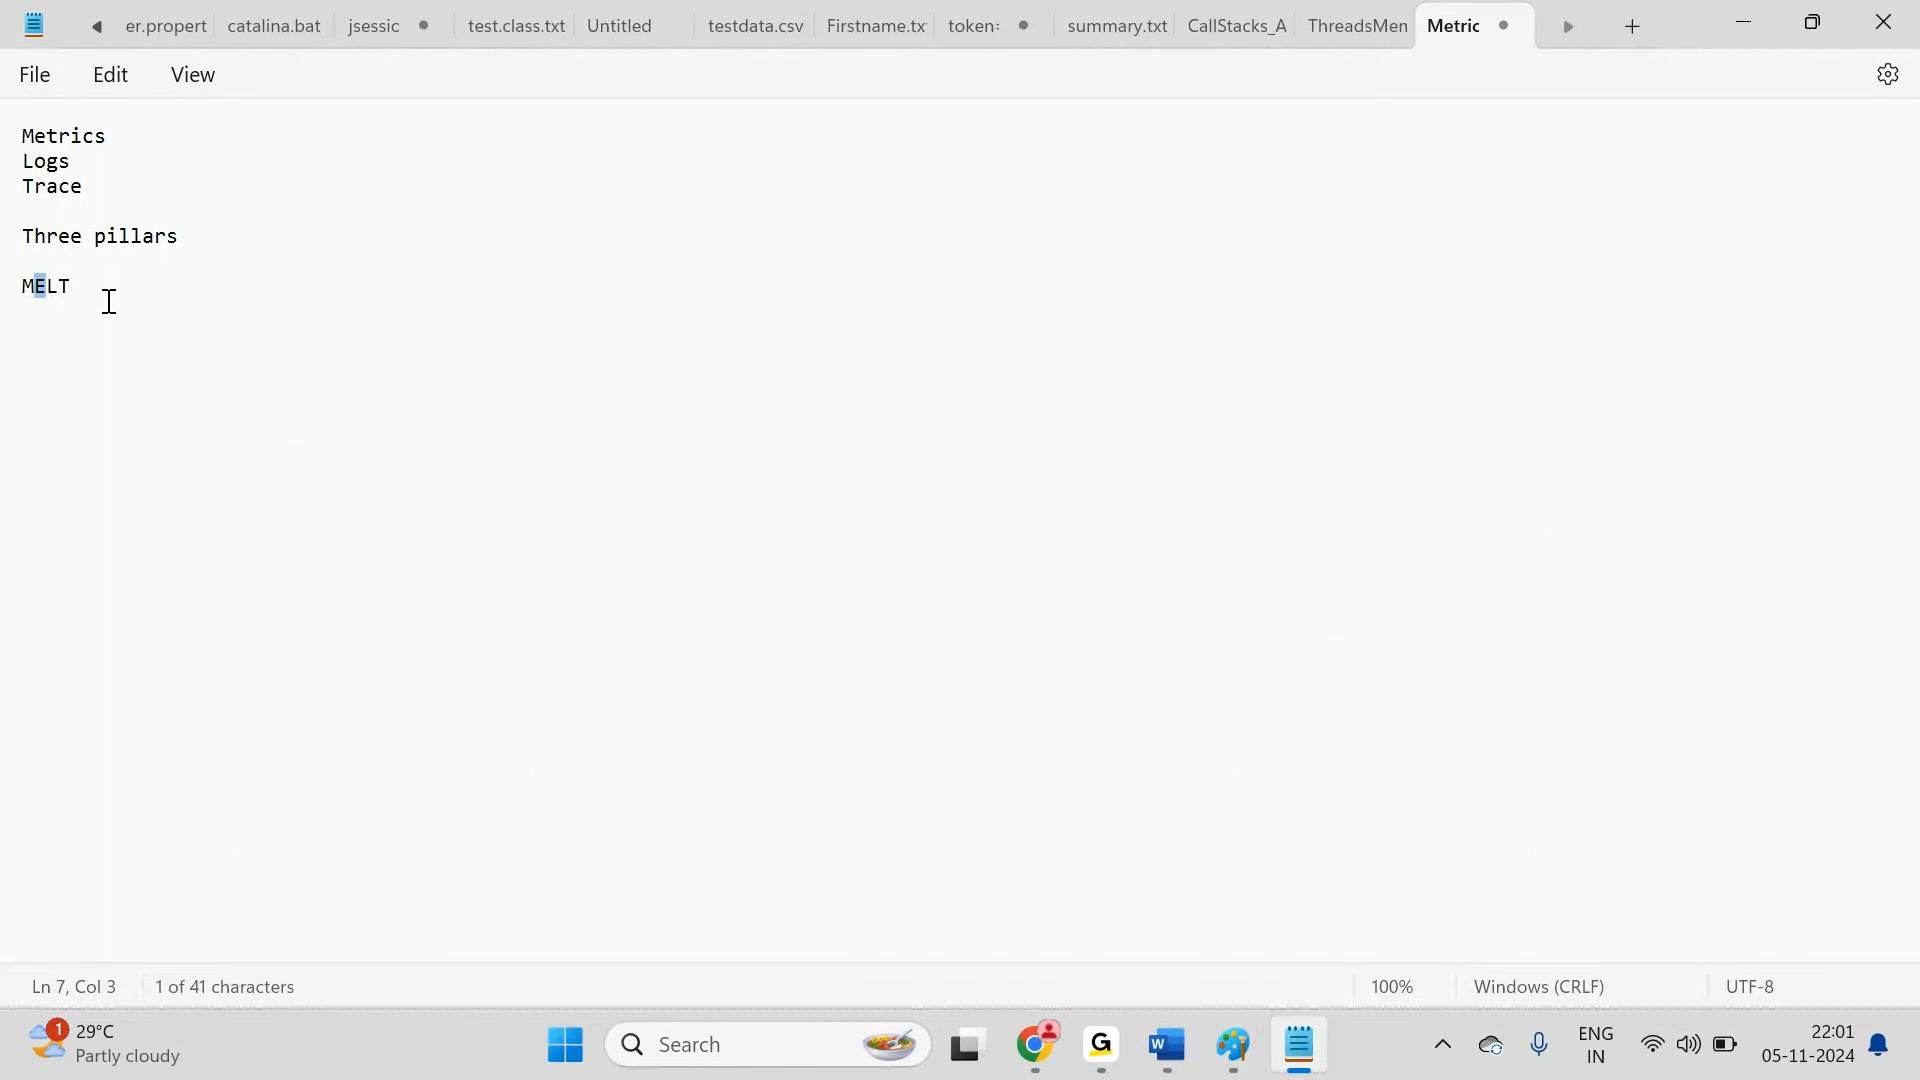 er.propert catalina.bat jsessic test.class.txt Untitled testdata.csv Firstname.tx token: summary.txt CallStacks_A ThreadsMen Metric
File Edit View
Metrics
Logs
Trace
Three pillars
MELT
Ln 7, Col 3 1 of 41 characters 100% Windows (CRLF) UTF-8
1 29°C
Partly cloudy
Search
G
W
ENG
IN
22:01
05-11-2024